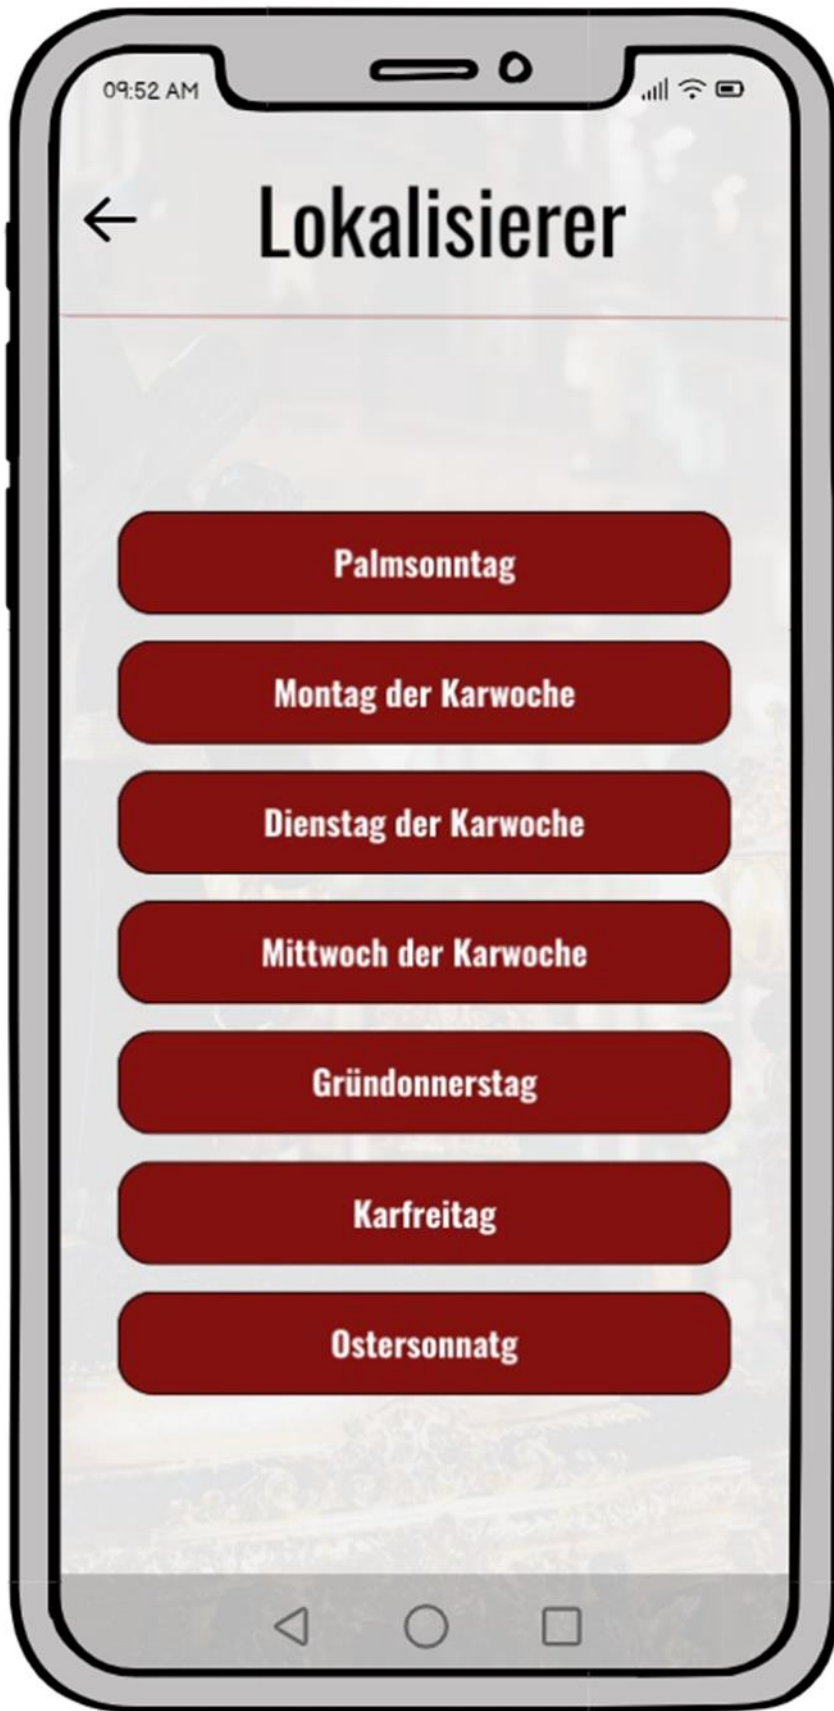 09:52 AM
Lokalisierer
Palmsonntag
Montag der Karwoche
Dienstag der Karwoche
Mittwoch der Karwoche
Gründonnerstag
Karfreitag
Ostersonnatg